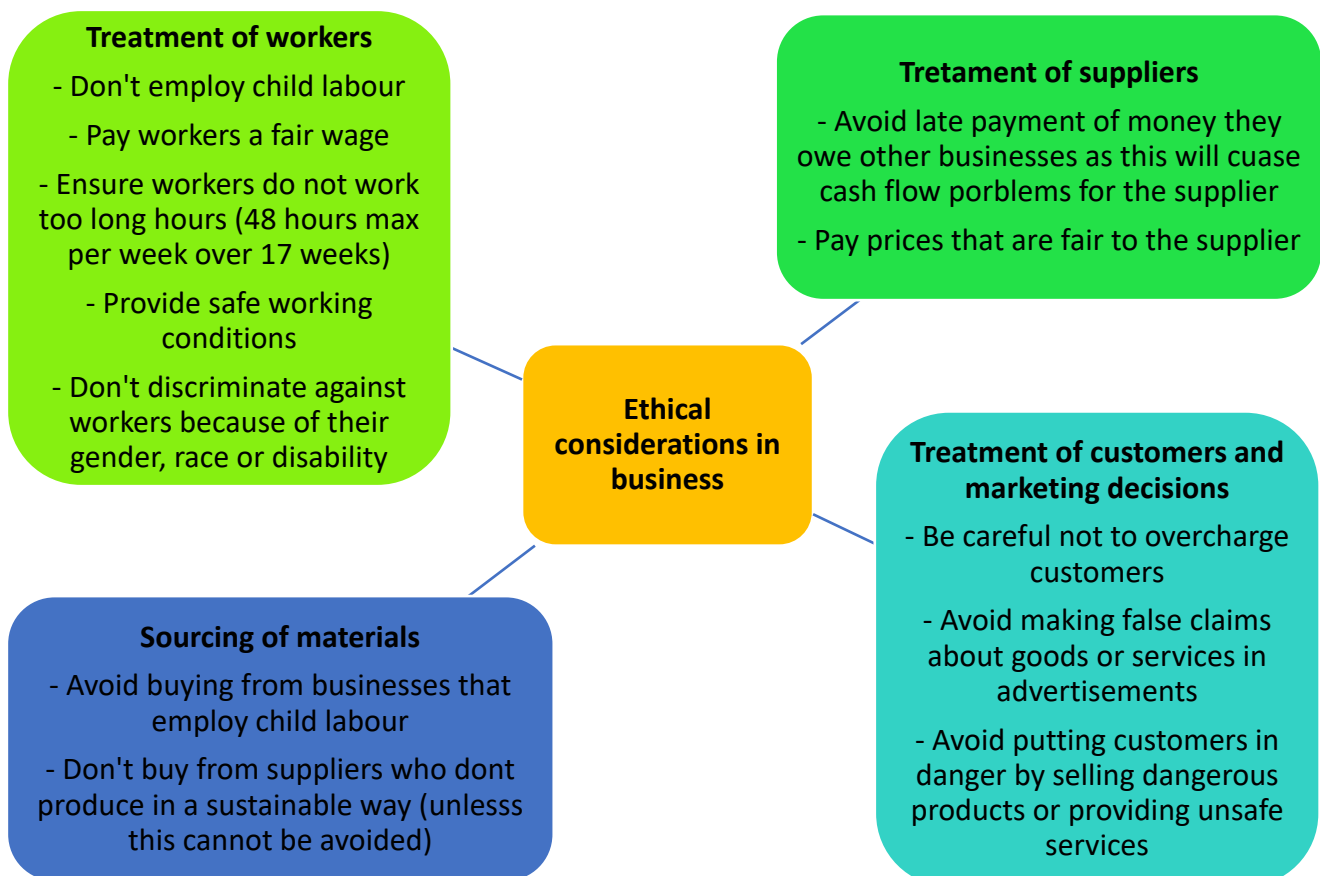 Treatment of workers
- Don't employ child labour
- Pay workers a fair wage
- Ensure workers do not work
too long hours (48 hours max
per week over 17 weeks)
- Provide safe working
conditions
- Don't discriminate against
workers because of their
gender, race or disability
Tretament of suppliers
- Avoid late payment of money they
owe other businesses as this will cuase
cash flow porblems for the supplier
- Pay prices that are fair to the supplier
Ethical
considerations in
business
Sourcing of materials
- Avoid buying from businesses that
employ child labour
- Don't buy from suppliers who dont
produce in a sustainable way (unlesss
this cannot be avoided)
Treatment of customers and
marketing decisions
- Be careful not to overcharge
customers
- Avoid making false claims
about goods or services in
advertisements
- Avoid putting customers in
danger by selling dangerous
products or providing unsafe
services